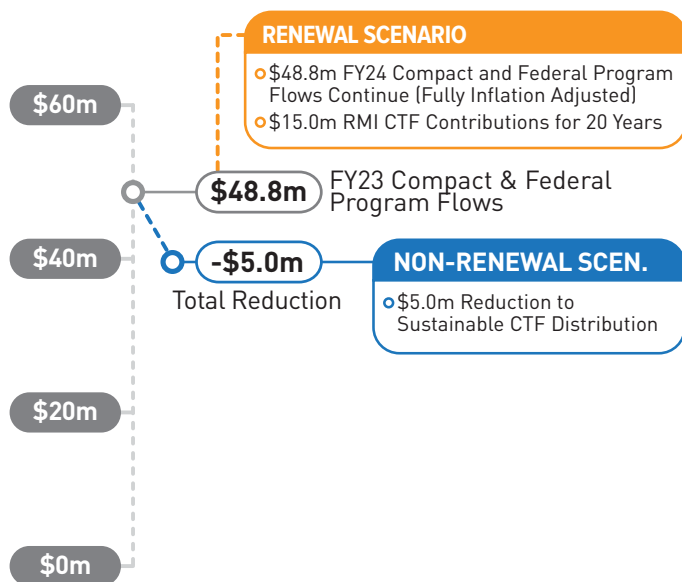 RENEWAL SCENARIO
$48.8m FY24 Compact and Federal Program
Flows Continue (Fully Inflation Adjusted)
$15.0m RMI CTF Contributions for 20 Years
$60m
$48.8m
FY23 Compact & Federal
Program Flows
$40m
-$5.0m
Total Reduction
NON-RENEWAL SCEN.
$5.0m Reduction to
Sustainable CTF Distribution
$20m
$0m